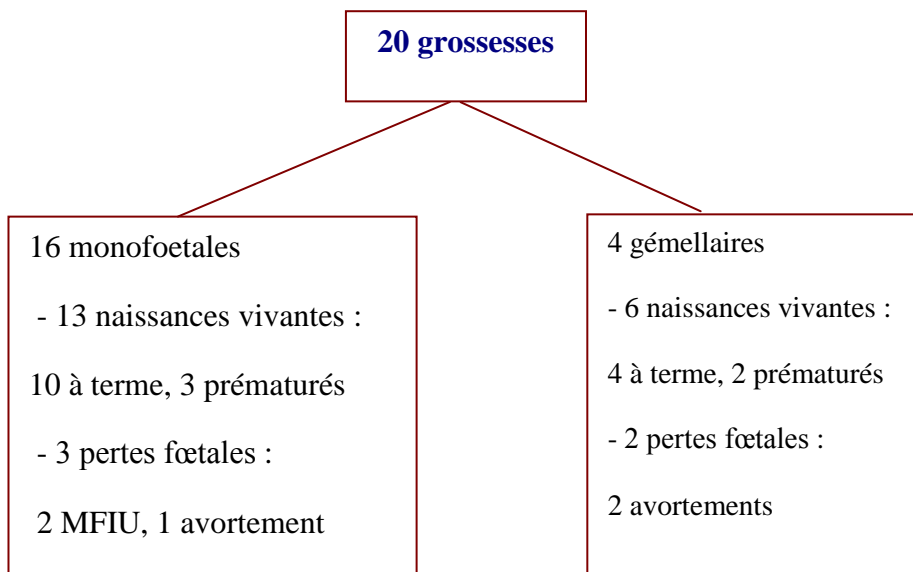 20 grossesses
16 monofoetales
- 13 naissances vivantes :
10 à terme, 3 prématurés
- 3 pertes fœtales :
2 MFIU, 1 avortement
4 gémellaires
- 6 naissances vivantes :
4 à terme, 2 prématurés
- 2 pertes fœtales :
2 avortements